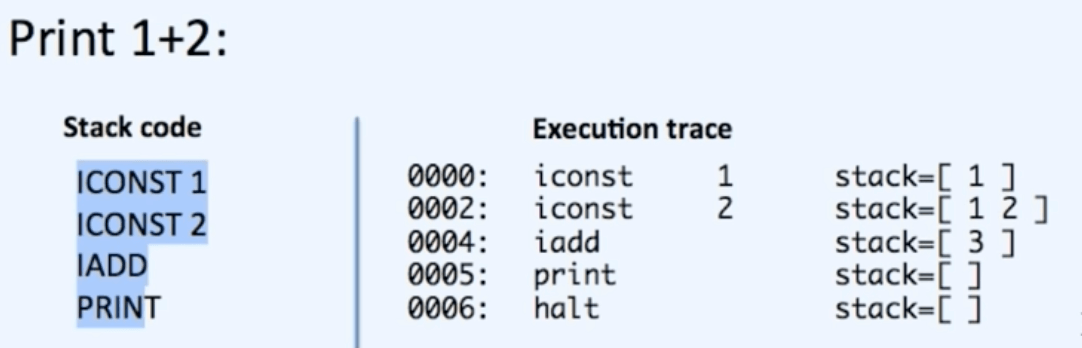 Print 1+2:
Stack code
ICONST 1
ICONST 2
IADD
PRINT
Execution trace
0000: iconst 1 stack=[ 1 ]
0002: iconst 2 stack=[ 1 2 ]
0004: iadd stack=[ 3 ]
0005: print stack=[ ]
0006: halt stack=[ ]